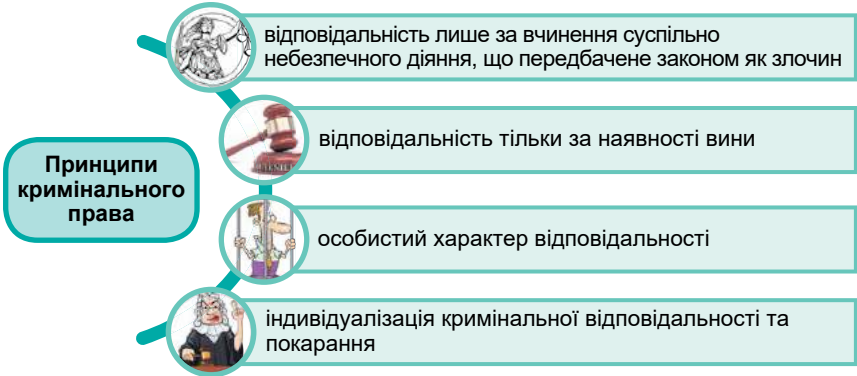 відповідальність лише за вчинення суспільно
небезпечного діяння, що передбачене законом як злочин
відповідальність тільки за наявності вини
Принципи
кримінального
права
особистий характер відповідальності
індивідуалізація кримінальної відповідальності та
покарання